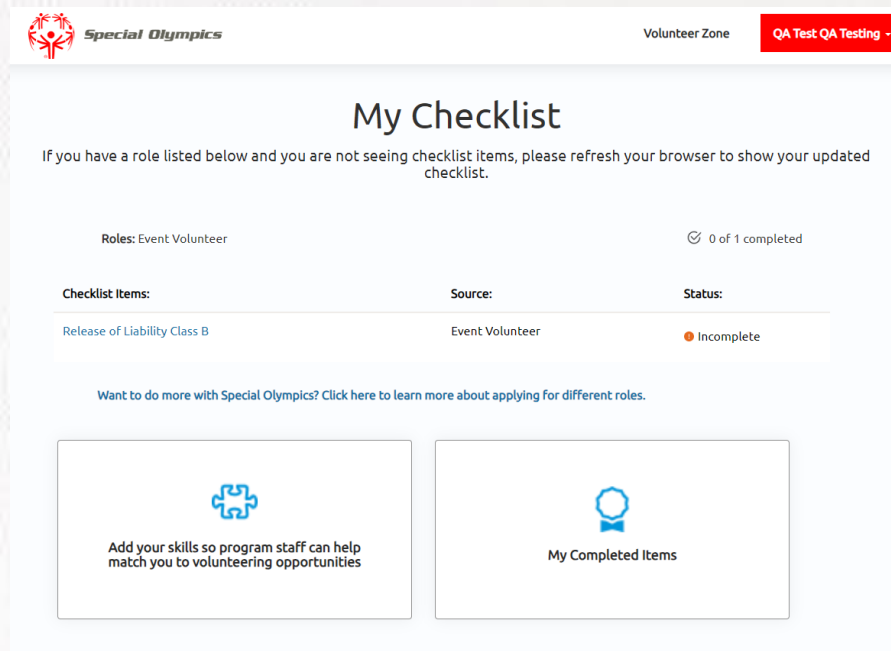 Special Olympics
Volunteer Zone
QA Test QA Testing
My Checklist
If you have a role listed below and you are not seeing checklist items, please refresh your browser to show your updated
checklist.
Roles: Event Volunteer
0 of 1 completed
Checklist Items:
Source:
Status:
Release of Liability Class B
Event Volunteer
Incomplete
Want to do more with Special Olympics? Click here to learn more about applying for different roles.
Add your skills so program staff can help
match you to volunteering opportunities
My Completed Items